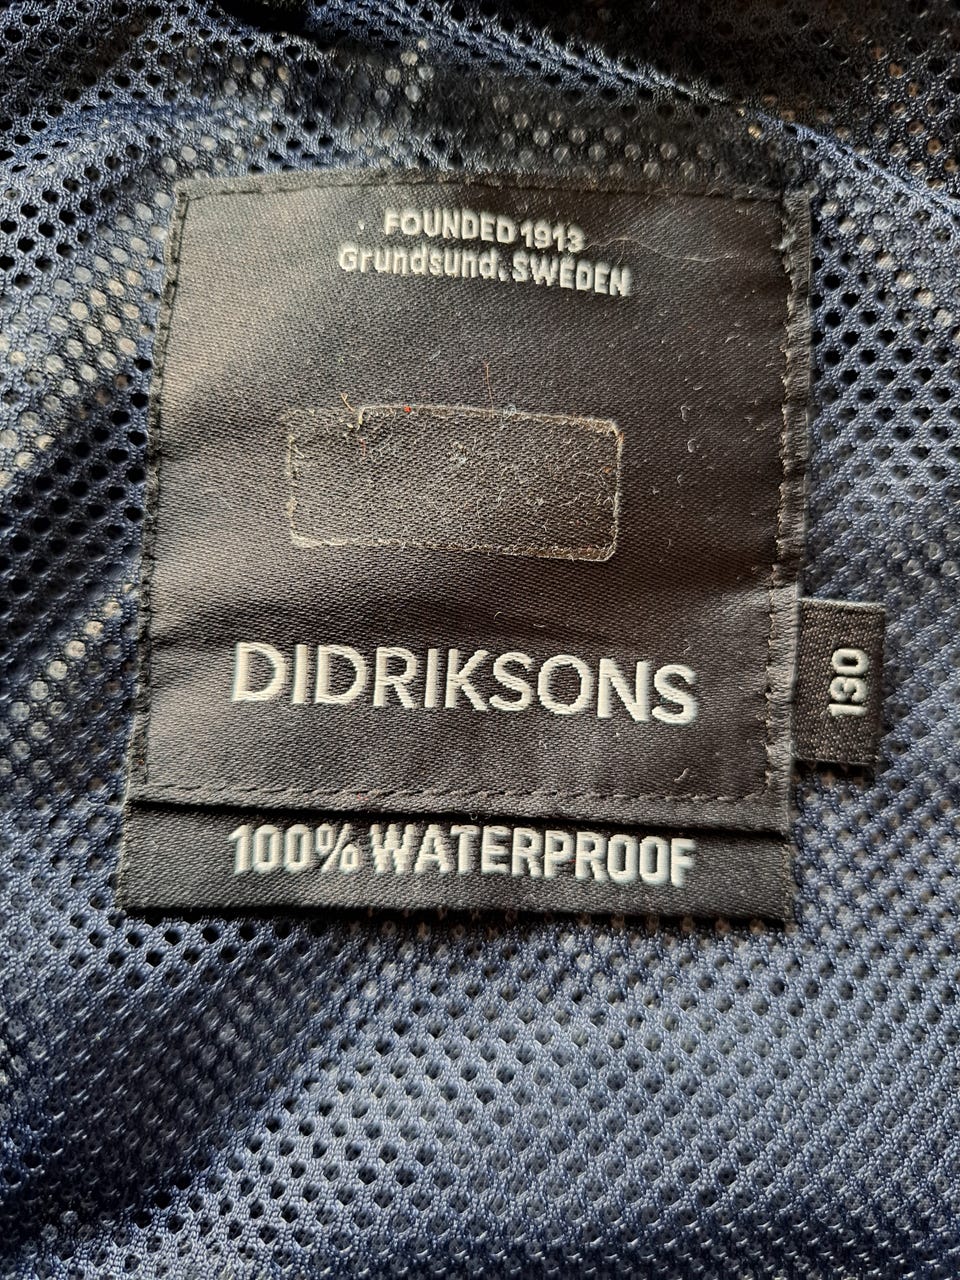 FOUNDED 1913
Grundsund, SWEDEN
DIDRIKSONS
130
100% WATERPROOF